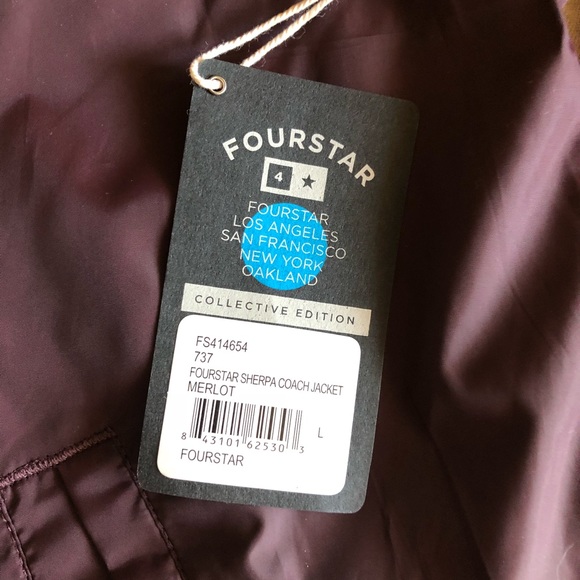 FOURSTAR
4 ★
FOURSTAR
LOS ANGELES
SAN FRANCISCO
NEW YORK
OAKLAND
COLLECTIVE EDITION
FS414654
737
FOURSTAR SHERPA COACH JACKET
MERLOT
L
8 43101 62530 3
FOURSTAR